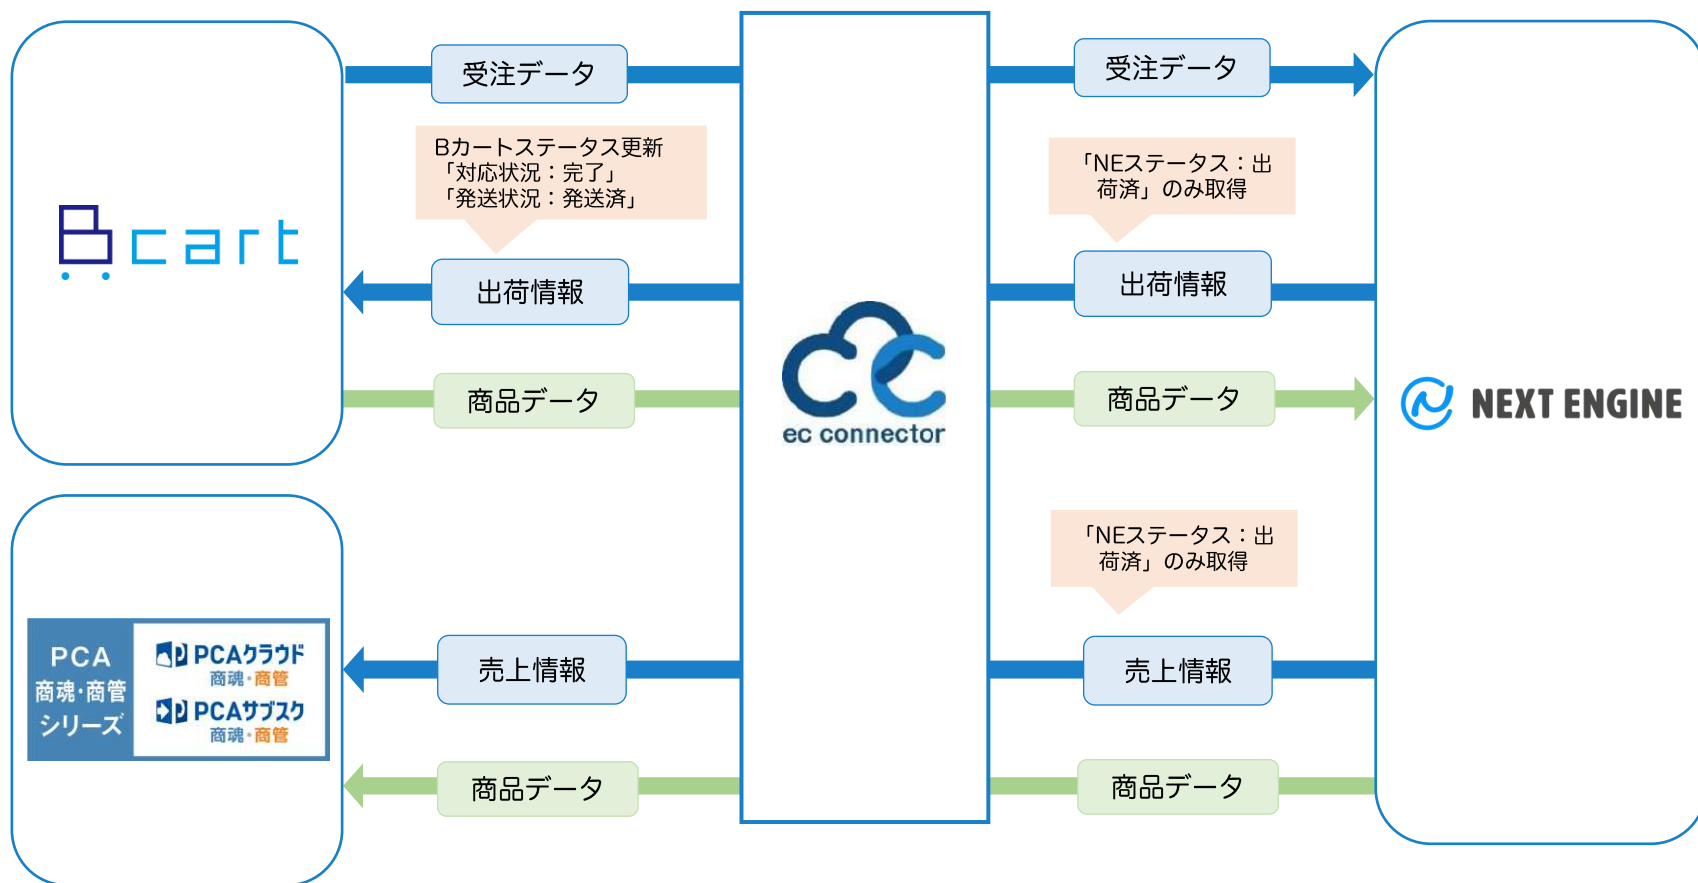 受注データ
受注データ
Bカートステータス更新
「対応状況：完了」
「発送状況：発送済」
「NEステータス：出
荷済」のみ取得
Bcart
出荷情報
出荷情報
商品データ
商品データ
ec connector
NEXT ENGINE
「NEステータス：出
荷済」のみ取得
PCA
商魂・商管
シリーズ
PCAクラウド
商魂・商管
PCAサブスク
商魂・商管
売上情報
売上情報
商品データ
商品データ